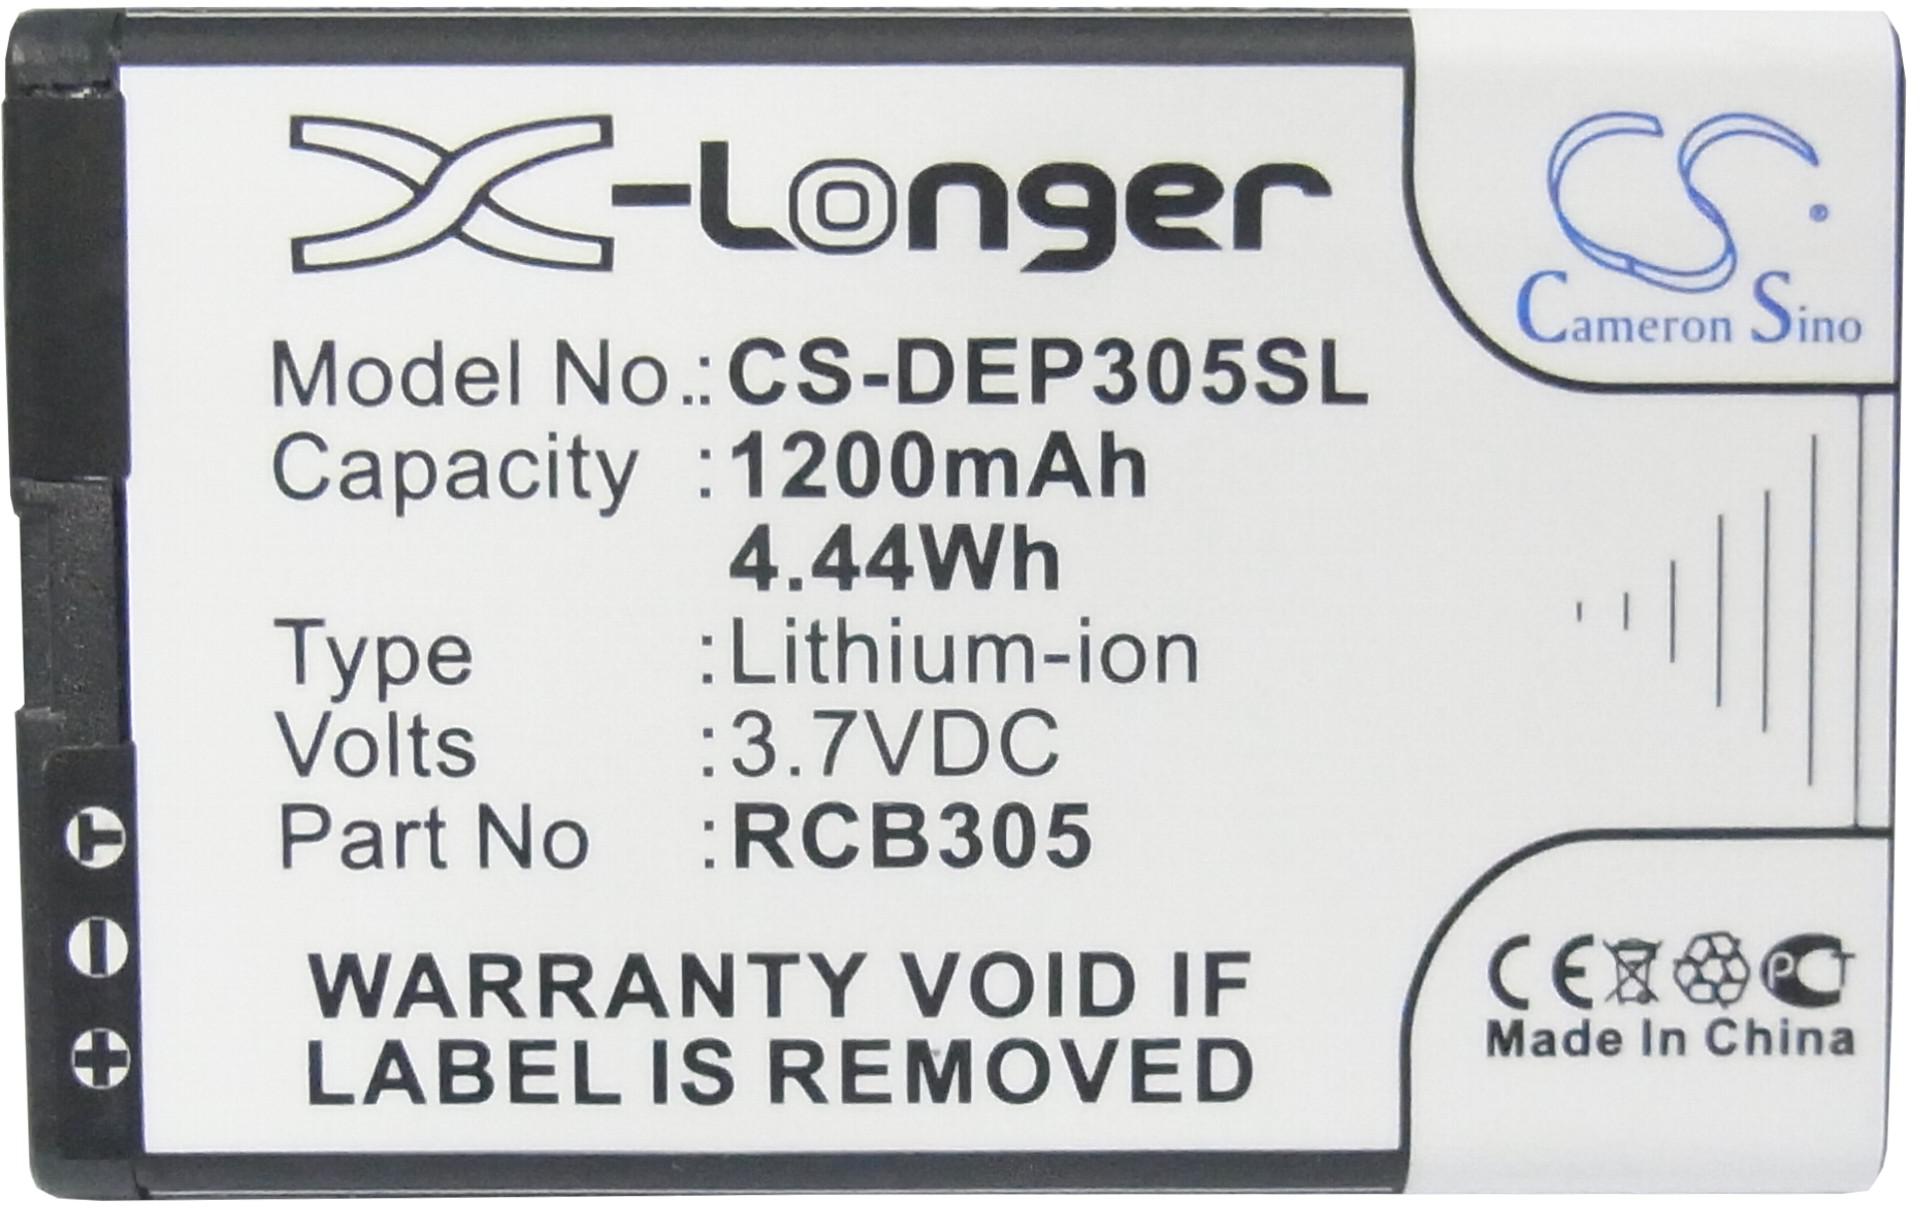 X-Longer
CS
®
Cameron Sino
Model No.: CS-DEP305SL
Capacity : 1200mAh
4.44Wh
Type : Lithium-ion
Volts : 3.7VDC
Part No : RCB305
WARRANTY VOID IF
LABEL IS REMOVED
CE PCT
Made In China
T
-
+